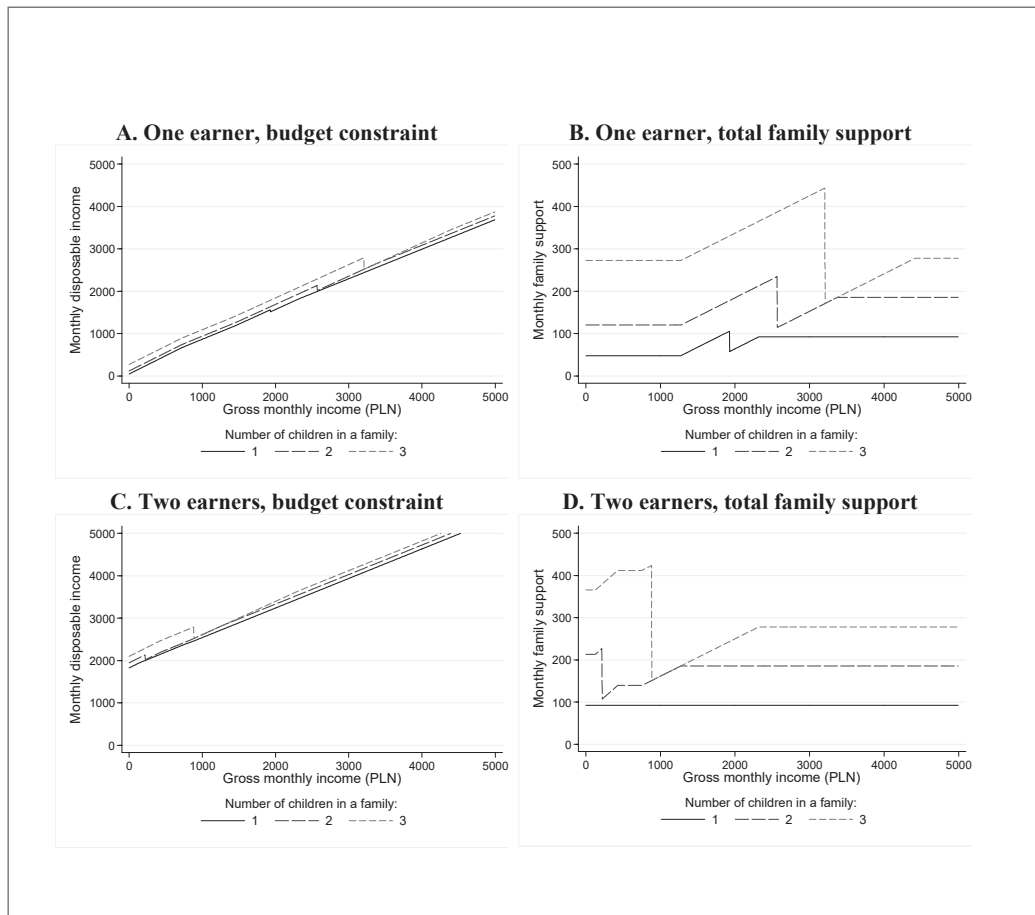 A. One earner, budget constraint
Monthly disposable income
5000
4000
3000
2000
1000
0
0 1000 2000 3000 4000 5000
Gross monthly income (PLN)
Number of children in a family:
1 2 3
B. One earner, total family support
Monthly family support
500
400
300
200
100
0
0 1000 2000 3000 4000 5000
Gross monthly income (PLN)
Number of children in a family:
1 2 3
C. Two earners, budget constraint
Monthly disposable income
5000
4000
3000
2000
1000
0
0 1000 2000 3000 4000 5000
Gross monthly income (PLN)
Number of children in a family:
1 2 3
D. Two earners, total family support
Monthly family support
500
400
300
200
100
0
0 1000 2000 3000 4000 5000
Gross monthly income (PLN)
Number of children in a family:
1 2 3